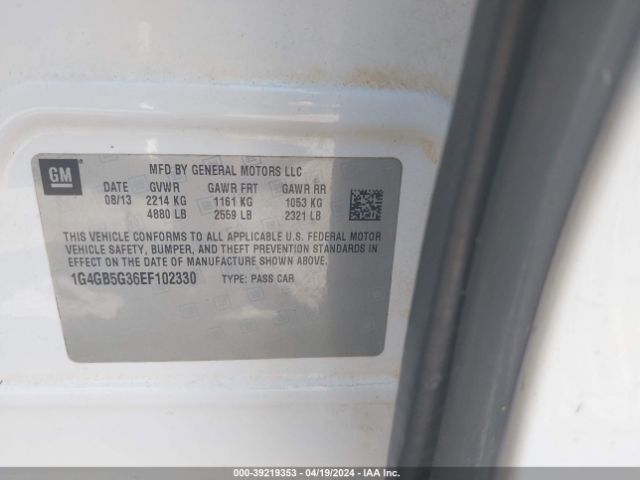 GM
MFD BY GENERAL MOTORS LLC
DATE GVWR GAWR FRT GAWR RR
08/13 2214 KG 1161 KG 1053 KG
4880 LB 2559 LB 2321 LB
THIS VEHICLE CONFORMS TO ALL APPLICABLE U.S. FEDERAL MOTOR
VEHICLE SAFETY, BUMPER, AND THEFT PREVENTION STANDARDS
IN EFFECT ON THE DATE OF MANUFACTURE SHOWN ABOVE.
1G4GB5G36EF102330 TYPE: PASS CAR
000-39219353 - 04/19/2024 - IAA Inc.